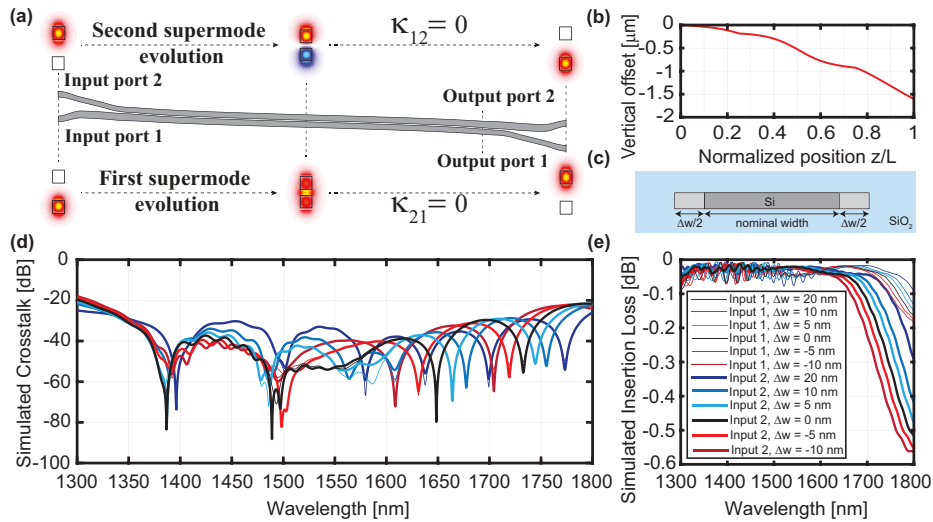 (a)
Second supermode
evolution
κ12 = 0
Input port 2
Input port 1
Output port 2
Output port 1
First supermode
evolution
κ21 = 0
(b)
Vertical offset [μm]
0
-0.5
-1
-1.5
-2
0 0.2 0.4 0.6 0.8 1
Normalized position z/L
(c)
Si
Δw/2 nominal width Δw/2
SiO2
(d)
Simulated Crosstalk [dB]
0
-20
-40
-60
-80
-100
1300 1350 1400 1450 1500 1550 1600 1650 1700 1750 1800
Wavelength [nm]
(e)
Simulated Insertion Loss [dB]
0
-0.1
-0.2
-0.3
-0.4
-0.5
-0.6
Input 1, Δw = 20 nm
Input 1, Δw = 10 nm
Input 1, Δw = 5 nm
Input 1, Δw = 0 nm
Input 1, Δw = -5 nm
Input 1, Δw = -10 nm
Input 2, Δw = 20 nm
Input 2, Δw = 10 nm
Input 2, Δw = 5 nm
Input 2, Δw = 0 nm
Input 2, Δw = -5 nm
Input 2, Δw = -10 nm
1300 1400 1500 1600 1700 1800
Wavelength [nm]